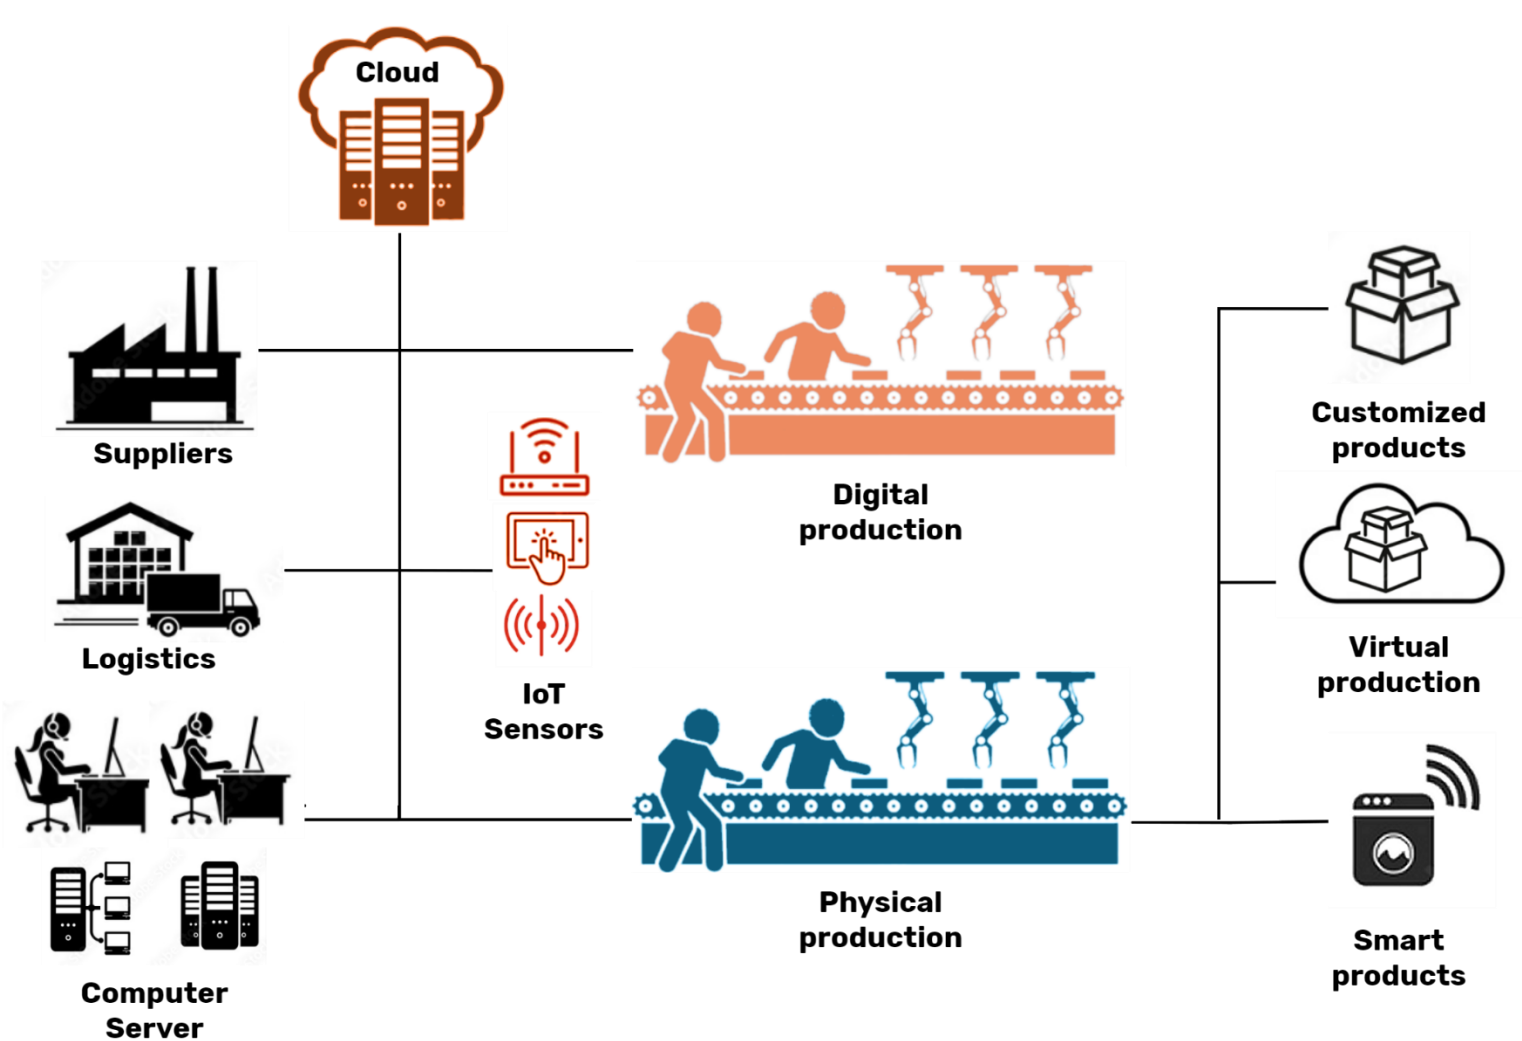 Cloud
Suppliers
Logistics
Computer
Server
IoT
Sensors
Digital
production
Physical
production
Customized
products
Virtual
production
Smart
products